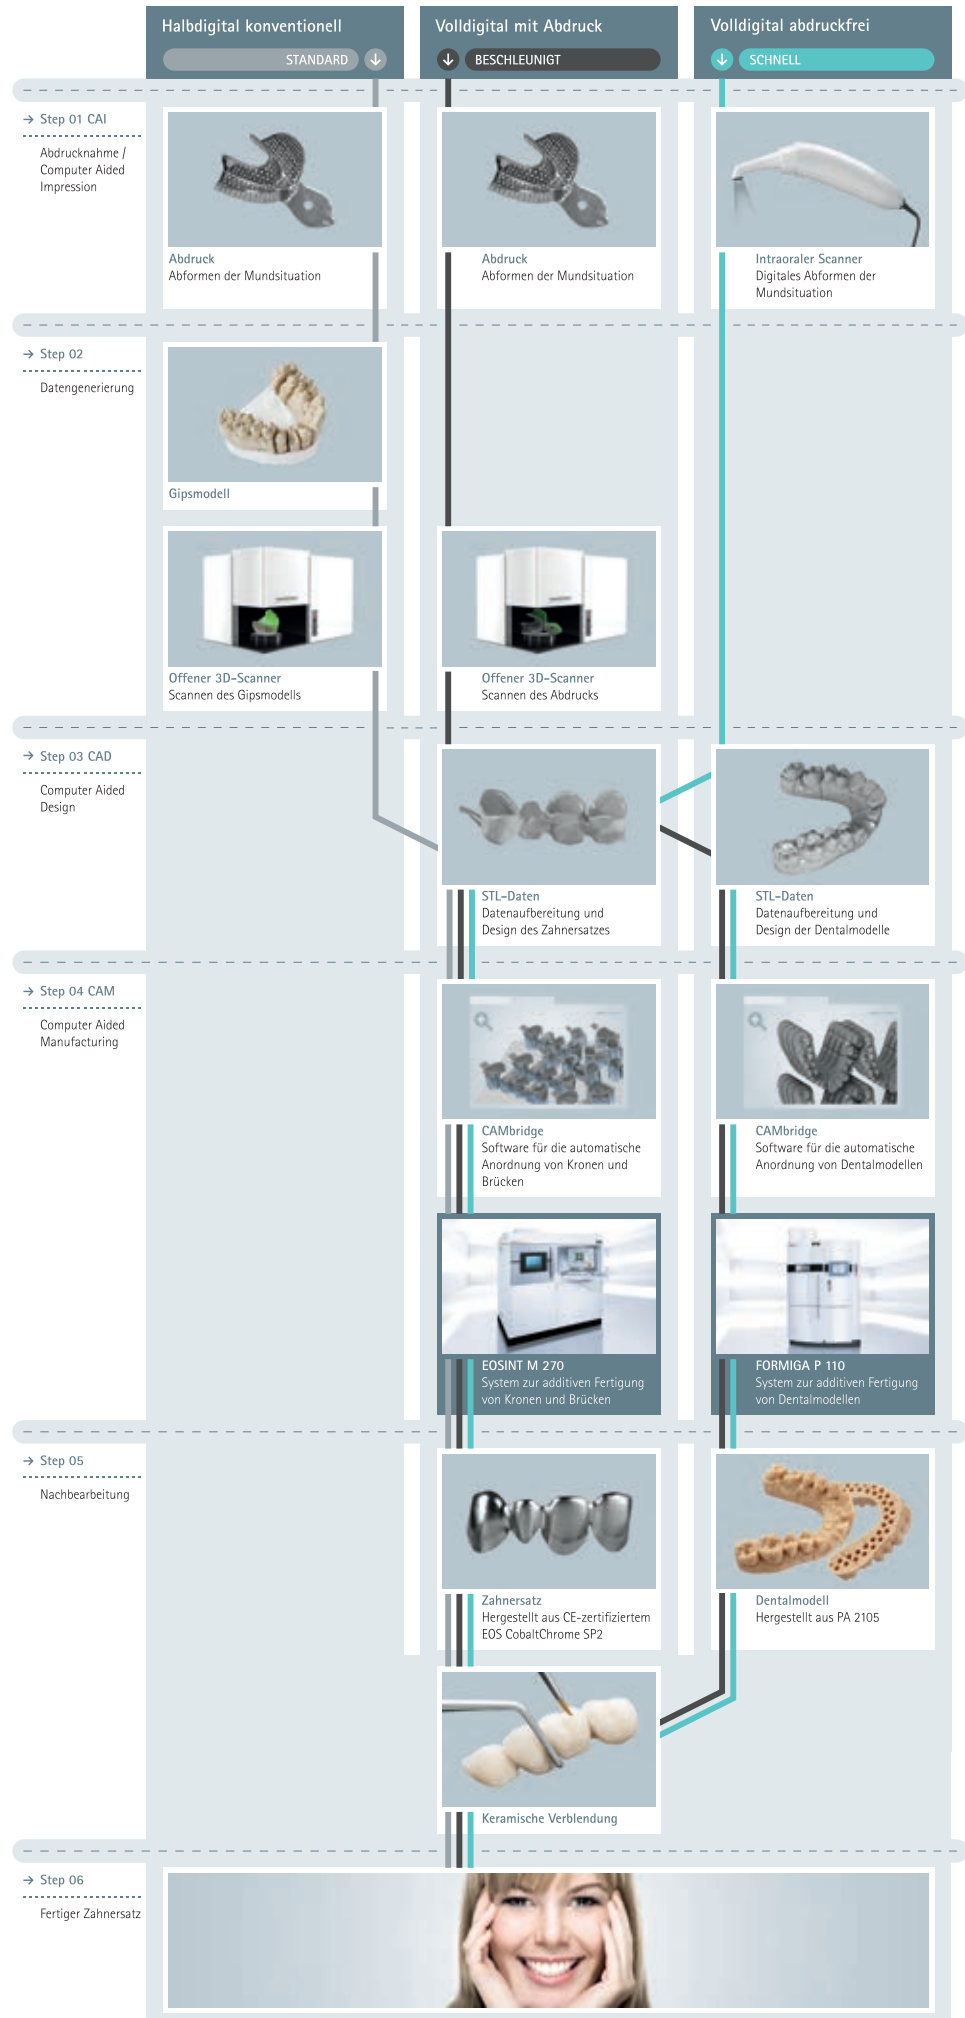 Halbdigital konventionell
STANDARD
Volldigital mit Abdruck
BESCHLEUNIGT
Volldigital abdruckfrei
SCHNELL
→ Step 01 CAI
Abdrucknahme /
Computer Aided
Impression
Abdruck
Abformen der Mundsituation
Abdruck
Abformen der Mundsituation
Intraoraler Scanner
Digitales Abformen der
Mundsituation
→ Step 02
Datengenerierung
Gipsmodell
Offener 3D-Scanner
Scannen des Gipsmodells
Offener 3D-Scanner
Scannen des Abdrucks
→ Step 03 CAD
Computer Aided
Design
STL-Daten
Datenaufbereitung und
Design des Zahnersatzes
STL-Daten
Datenaufbereitung und
Design der Dentalmodelle
→ Step 04 CAM
Computer Aided
Manufacturing
CAMbridge
Software für die automatische
Anordnung von Kronen und
Brücken
CAMbridge
Software für die automatische
Anordnung von Dentalmodellen
EOSINT M 270
System zur additiven Fertigung
von Kronen und Brücken
FORMIGA P 110
System zur additiven Fertigung
von Dentalmodellen
→ Step 05
Nachbearbeitung
Zahnersatz
Hergestellt aus CE-zertifiziertem
EOS CobaltChrome SP2
Dentalmodell
Hergestellt aus PA 2105
Keramische Verblendung
→ Step 06
Fertiger Zahnersatz